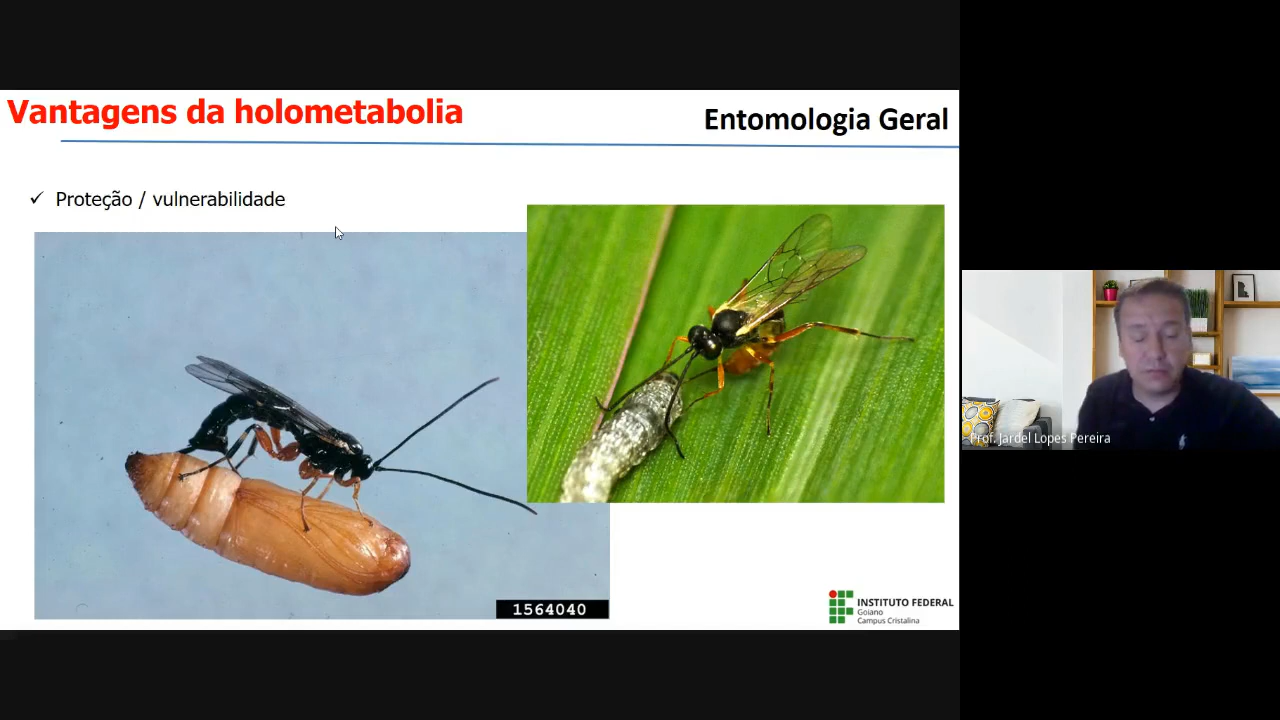 Vantagens da holometabolia
Entomologia Geral
✓ Proteção / vulnerabilidade
1564040
INSTITUTO FEDERAL
Goiano
Campus Cristalina
Prof. Jardel Lopes Pereira